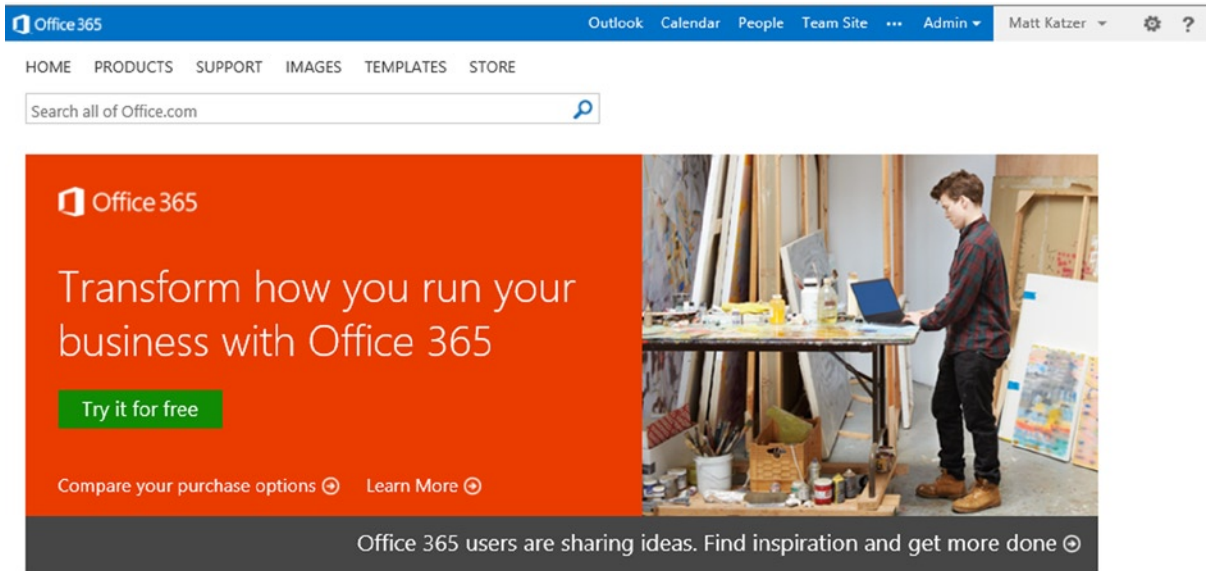 Office 365 Outlook Calendar People Team Site ••• Admin Matt Katzer ?
HOME PRODUCTS SUPPORT IMAGES TEMPLATES STORE
Search all of Office.com
Office 365
Transform how you run your
business with Office 365
Try it for free
Compare your purchase options Learn More
Office 365 users are sharing ideas. Find inspiration and get more done